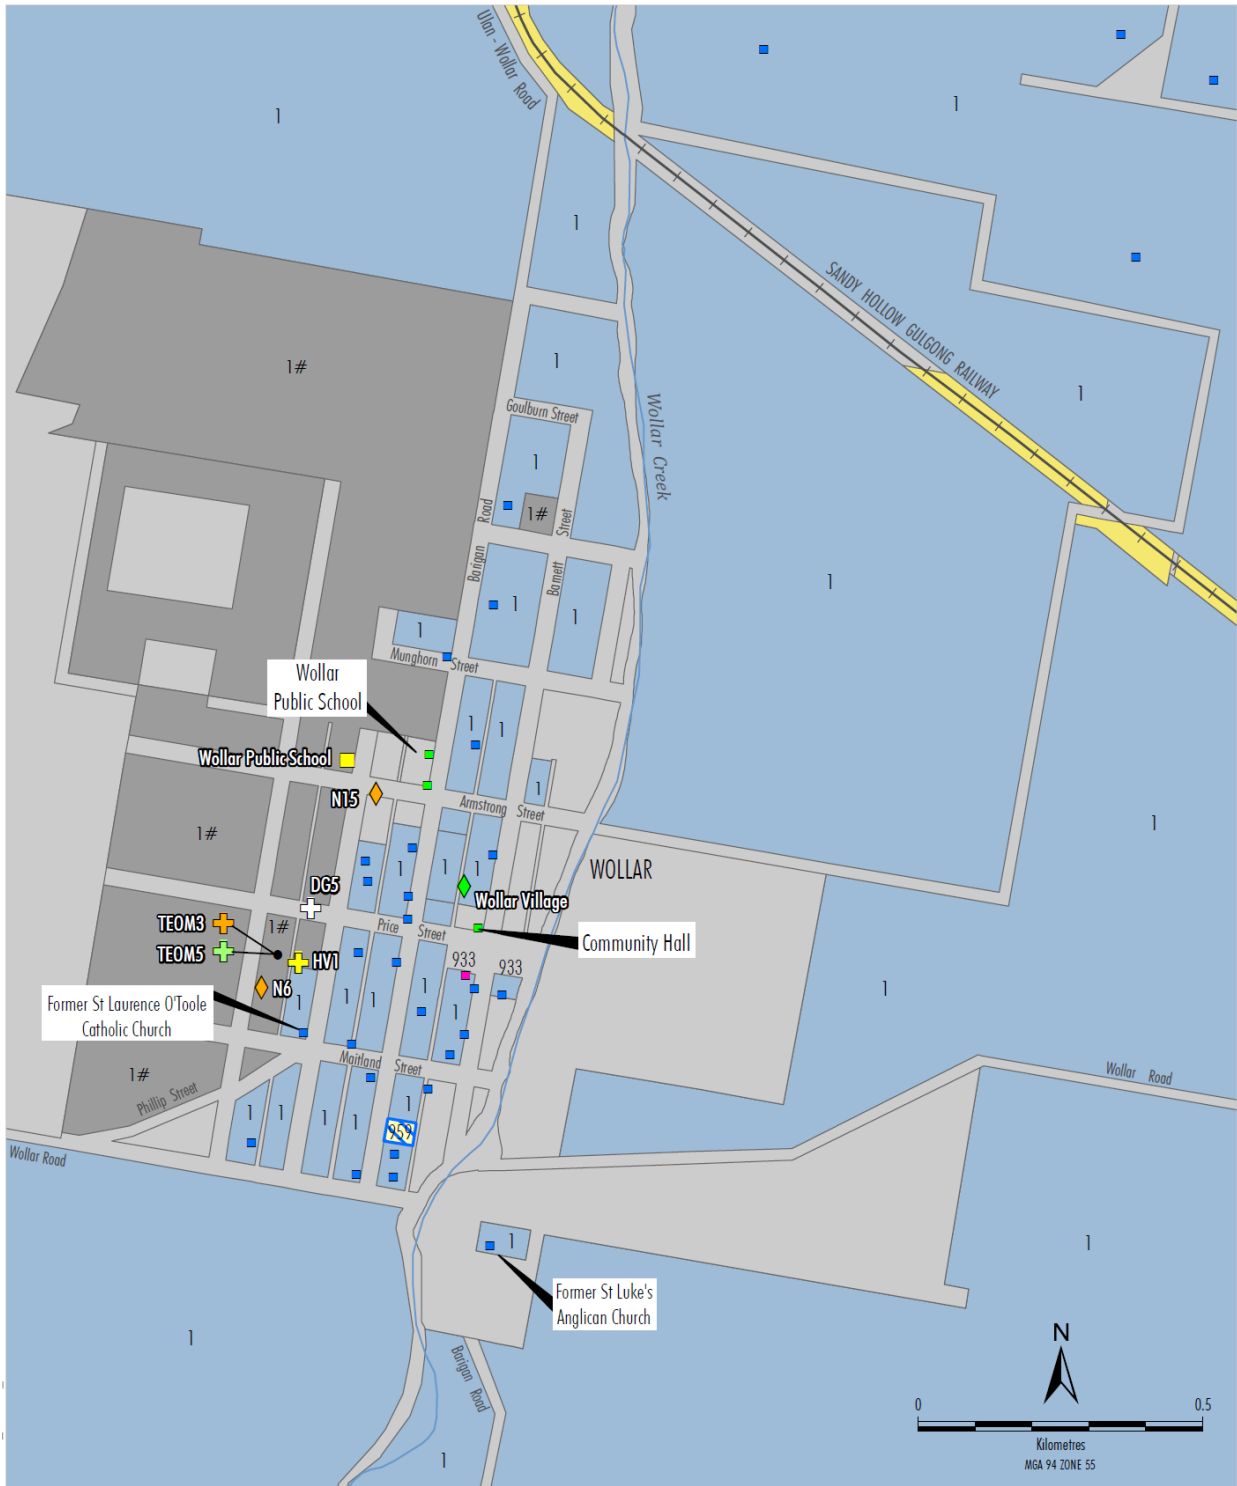 Ulan - Wollar Road
1
1
1
SANDY HOLLOW GULGONG RAILWAY
1#
1
1
Goulburn Street
Wollar Creek
1
1#
Barigan Road
Barnett Street
1
1
1
1
Munghorn Street
Wollar
Public School
1
1
Wollar Public School
N15
1
Armstrong Street
1#
1
1
1
1
WOLLAR
DG5
Wollar Village
TEOM3
1#
Price Street
Community Hall
TEOM5
HV1
933
933
N6
1
1
1
1
1
1
Former St Laurence O'Toole
Catholic Church
Maitland Street
1#
Phillip Street
Wollar Road
1
1
1
1
1
959
Wollar Road
1
1
Former St Luke's
Anglican Church
1
Barigan Road
1
N
0 0.5
Kilometres
MGA 94 ZONE 55